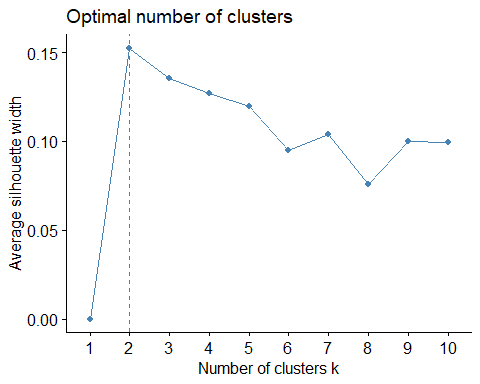 Optimal number of clusters
Average silhouette width
0.15
0.10
0.05
0.00
1 2 3 4 5 6 7 8 9 10
Number of clusters k